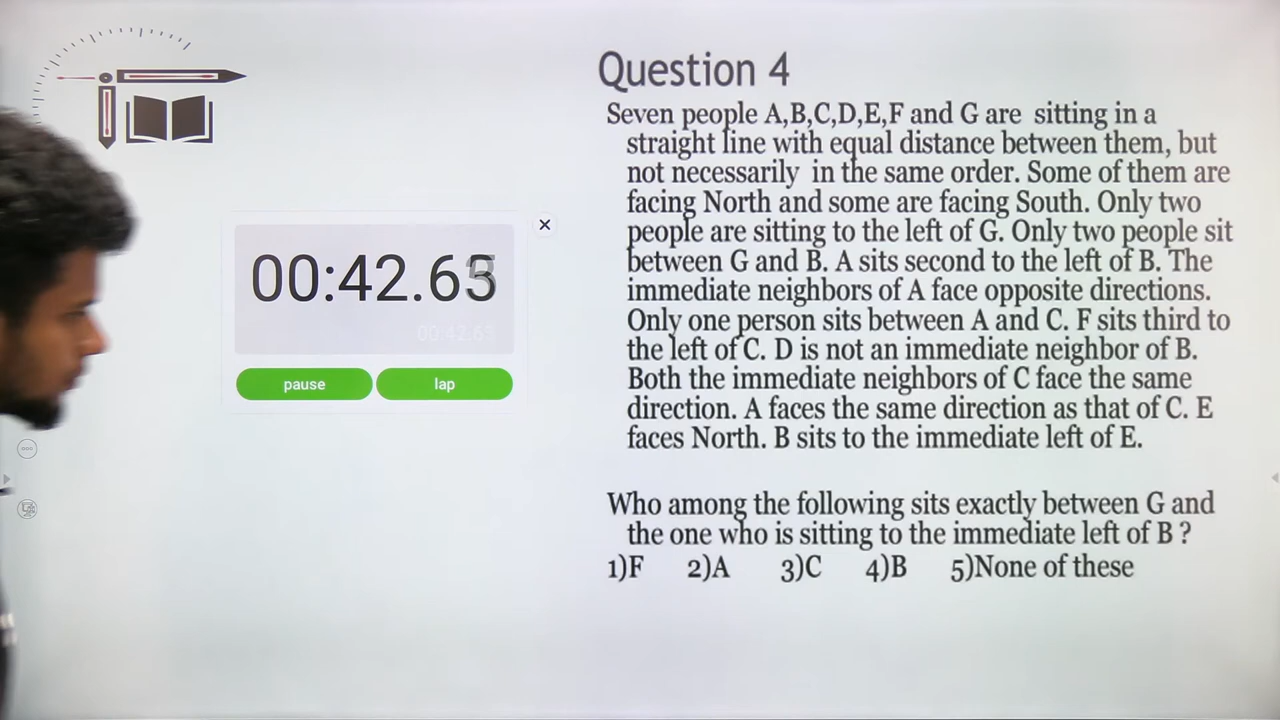 Question 4
Seven people A,B,C,D,E,F and G are sitting in a
straight line with equal distance between them, but
not necessarily in the same order. Some of them are
facing North and some are facing South. Only two
people are sitting to the left of G. Only two people sit
between G and B. A sits second to the left of B. The
immediate neighbors of A face opposite directions.
Only one person sits between A and C. F sits third to
the left of C. D is not an immediate neighbor of B.
Both the immediate neighbors of C face the same
direction. A faces the same direction as that of C. E
faces North. B sits to the immediate left of E.
00:42.6
pause lap
Who among the following sits exactly between G and
the one who is sitting to the immediate left of B ?
1)F 2)A 3)C 4)B 5)None of these